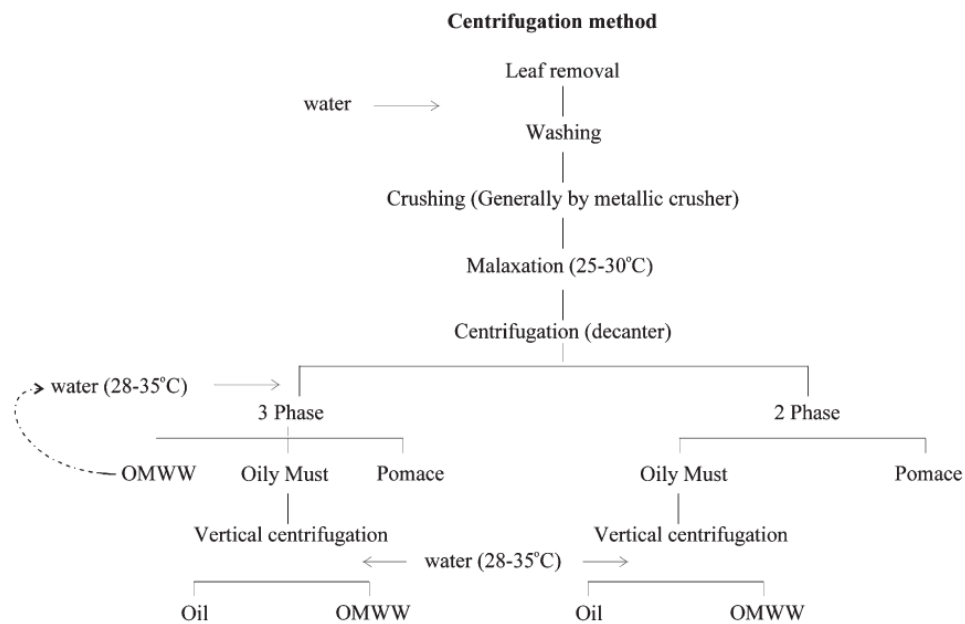 Centrifugation method
Leaf removal
water
Washing
Crushing (Generally by metallic crusher)
Malaxation (25-30°C)
Centrifugation (decanter)
water (28-35°C)
3 Phase
2 Phase
OMWW
Oily Must
Pomace
Oily Must
Pomace
Vertical centrifugation
Vertical centrifugation
water (28-35°C)
Oil
OMWW
Oil
OMWW